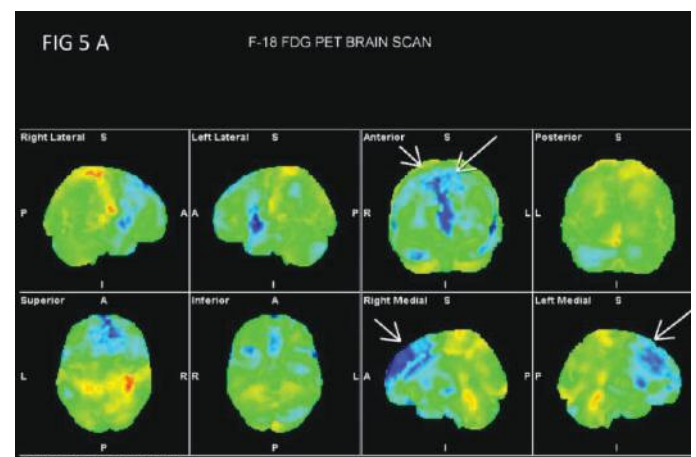 FIG 5 A
F-18 FDG PET BRAIN SCAN
Right Lateral S
P A
I
Left Lateral S
A P
I
Anterior S
R L
I
Posterior S
L
I
Superior A
L R
P
Inferior A
R L
P
Right Medial S
A P
I
Left Medial S
P
I